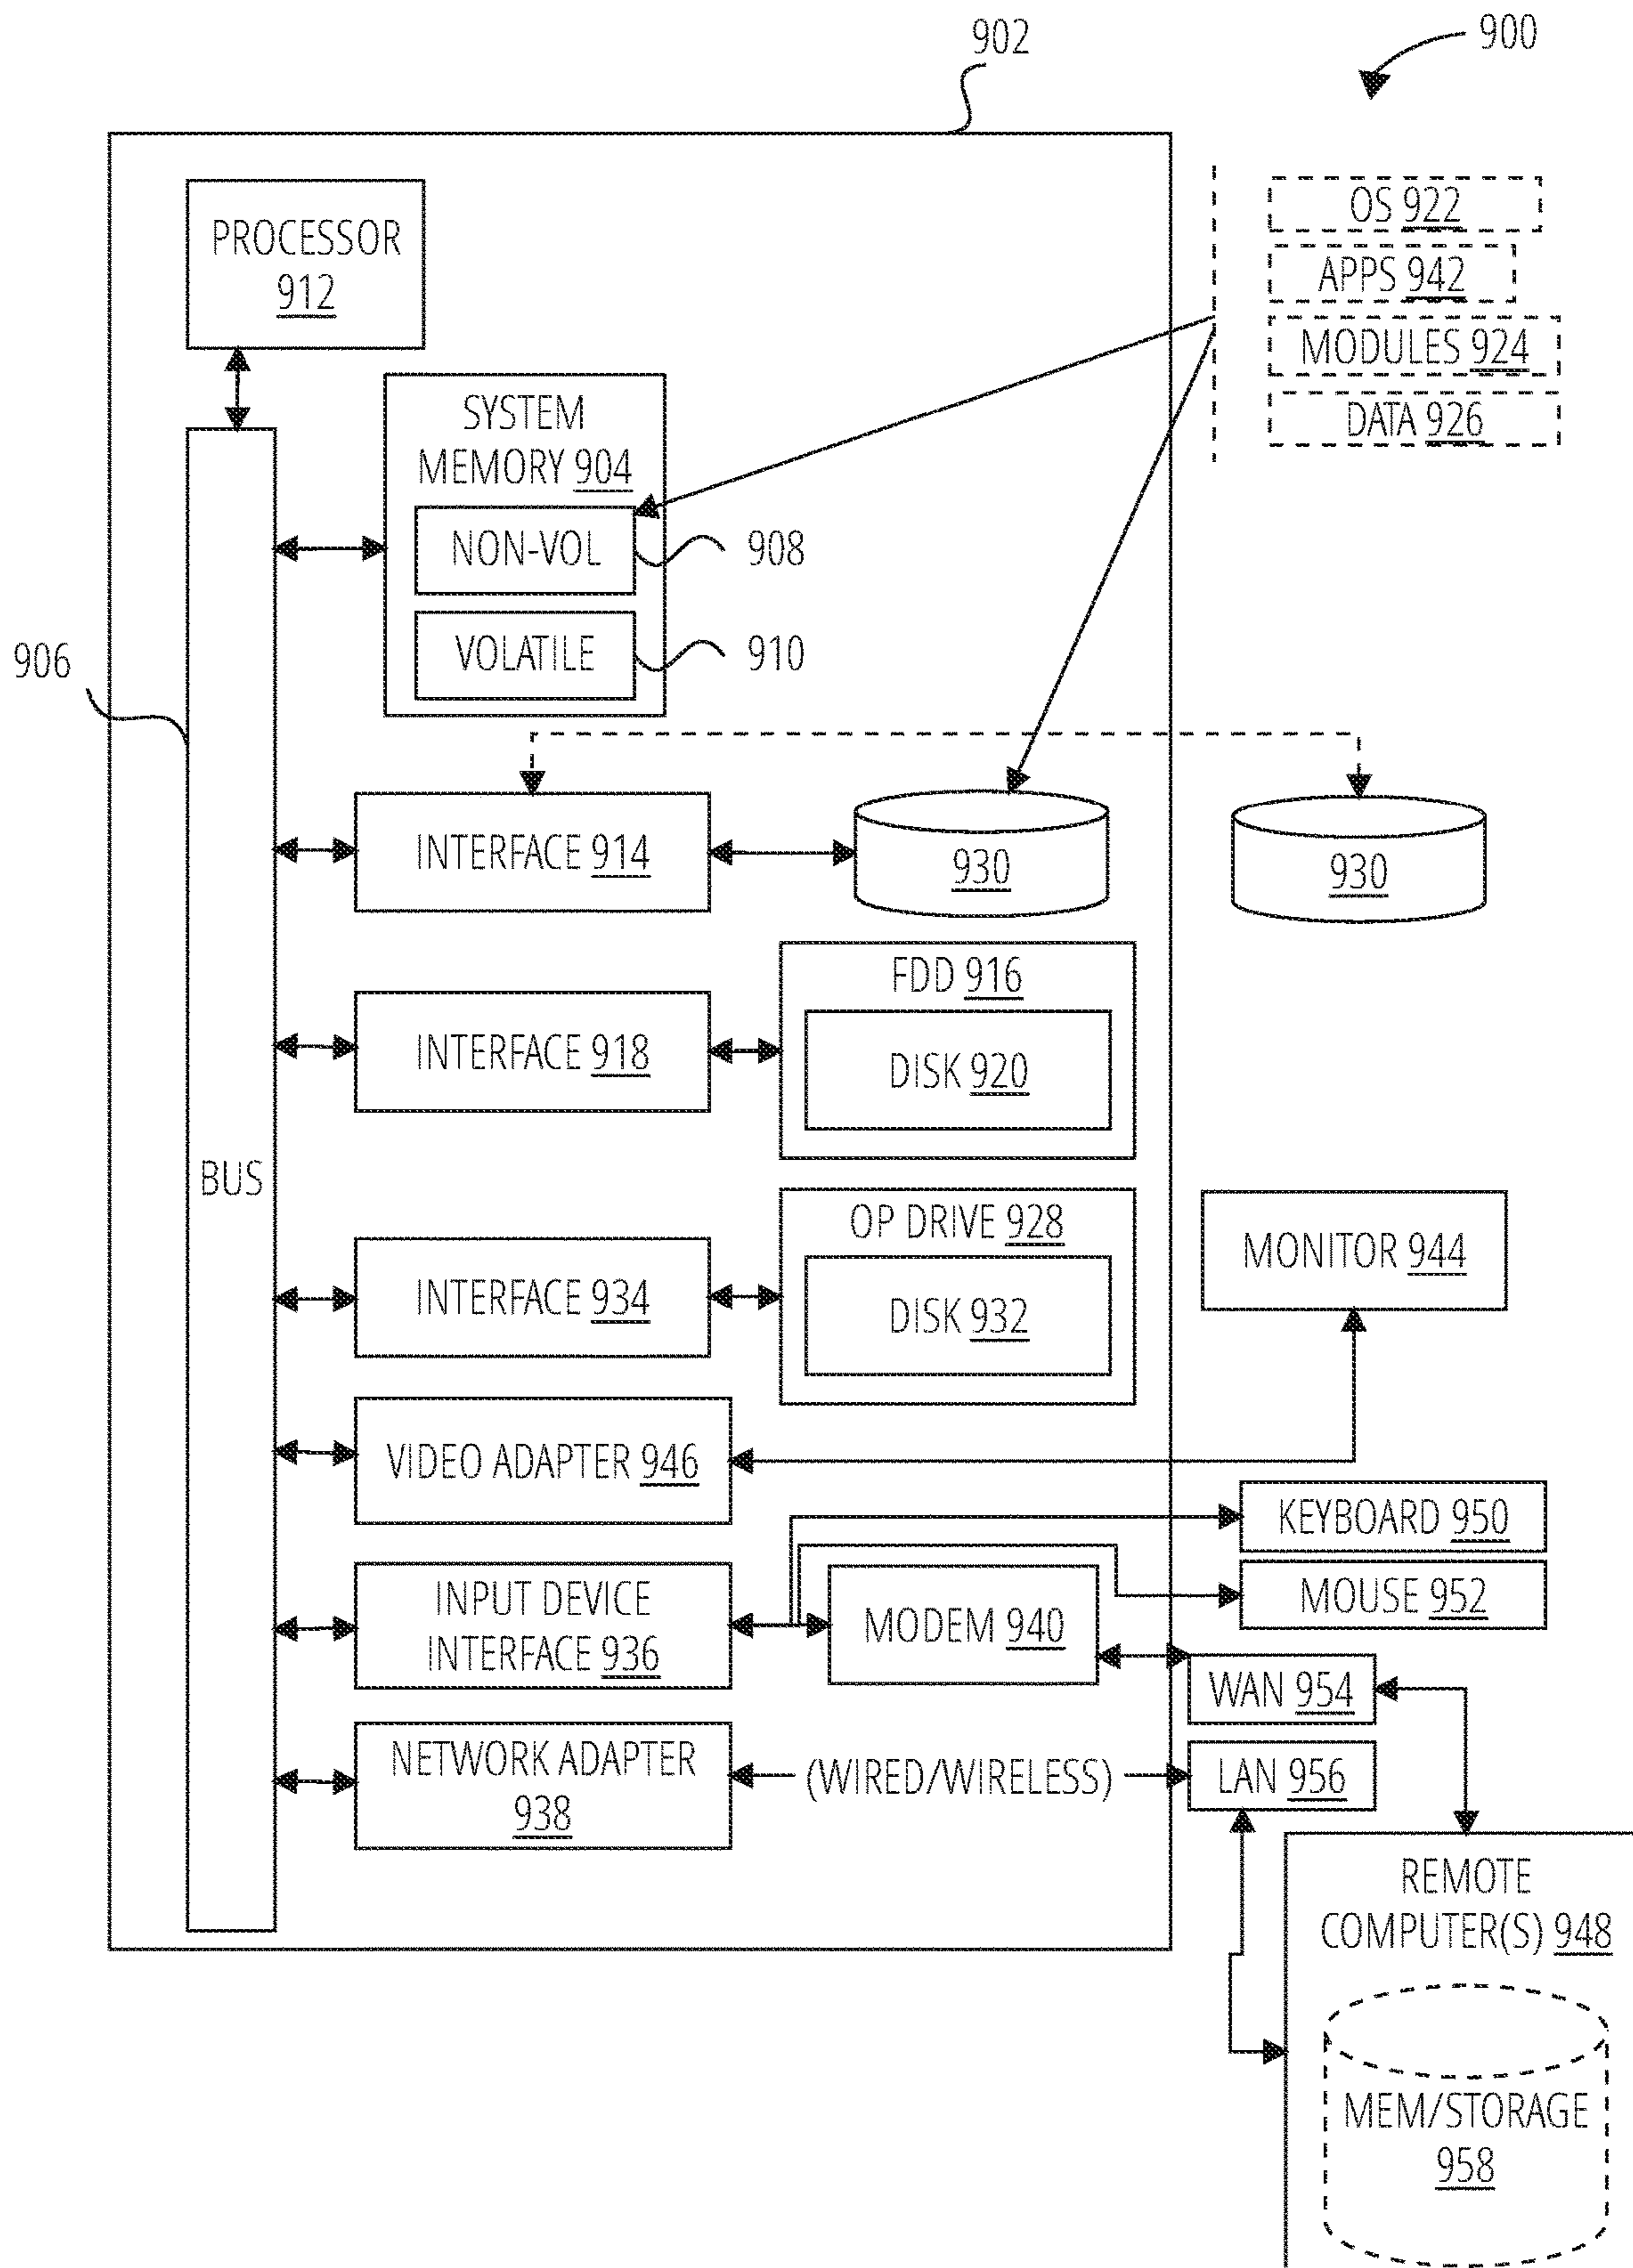 902
900
PROCESSOR
912
OS 922
APPS 942
MODULES 924
DATA 926
SYSTEM
MEMORY 904
NON-VOL
908
VOLATILE
910
906
BUS
INTERFACE 914
930
930
INTERFACE 918
FDD 916
DISK 920
INTERFACE 934
OP DRIVE 928
DISK 932
MONITOR 944
VIDEO ADAPTER 946
KEYBOARD 950
MOUSE 952
INPUT DEVICE
INTERFACE 936
MODEM 940
WAN 954
NETWORK ADAPTER
938
(WIRED/WIRELESS)
LAN 956
REMOTE
COMPUTER(S) 948
MEM/STORAGE
958